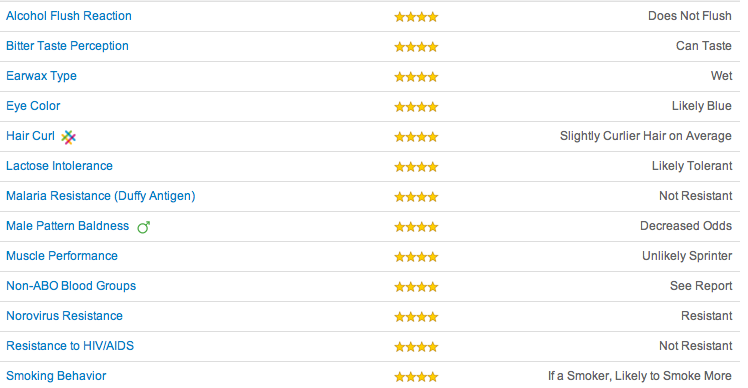 Alcohol Flush Reaction Does Not Flush
Bitter Taste Perception Can Taste
Earwax Type Wet
Eye Color Likely Blue
Hair Curl Slightly Curlier Hair on Average
Lactose Intolerance Likely Tolerant
Malaria Resistance (Duffy Antigen) Not Resistant
Male Pattern Baldness Decreased Odds
Muscle Performance Unlikely Sprinter
Non-ABO Blood Groups See Report
Norovirus Resistance Resistant
Resistance to HIV/AIDS Not Resistant
Smoking Behavior If a Smoker, Likely to Smoke More